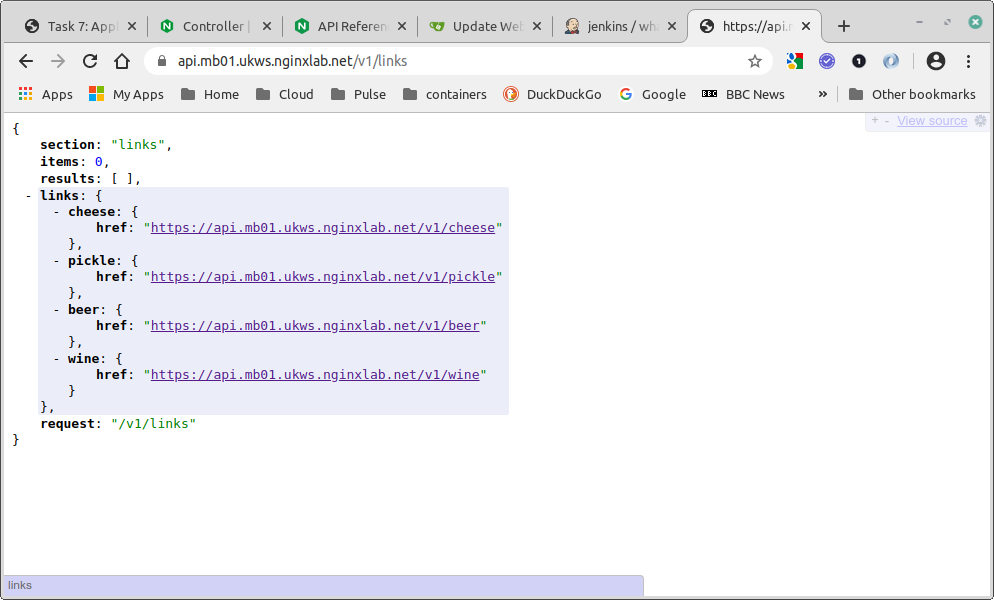 Task 7: Appl
Controller |
API Referen
Update Web
jenkins / wha
https://api.r
api.mb01.ukws.nginxlab.net/v1/links
Apps
My Apps
Home
Cloud
Pulse
containers
DuckDuckGo
Google
BBC
BBC News
»
Other bookmarks
+ - View source
{
section: "links",
items: 0,
results: [ ],
- links: {
- cheese: {
href: "https://api.mb01.ukws.nginxlab.net/v1/cheese"
},
- pickle: {
href: "https://api.mb01.ukws.nginxlab.net/v1/pickle"
},
- beer: {
href: "https://api.mb01.ukws.nginxlab.net/v1/beer"
},
- wine: {
href: "https://api.mb01.ukws.nginxlab.net/v1/wine"
}
},
request: "/v1/links"
}
links